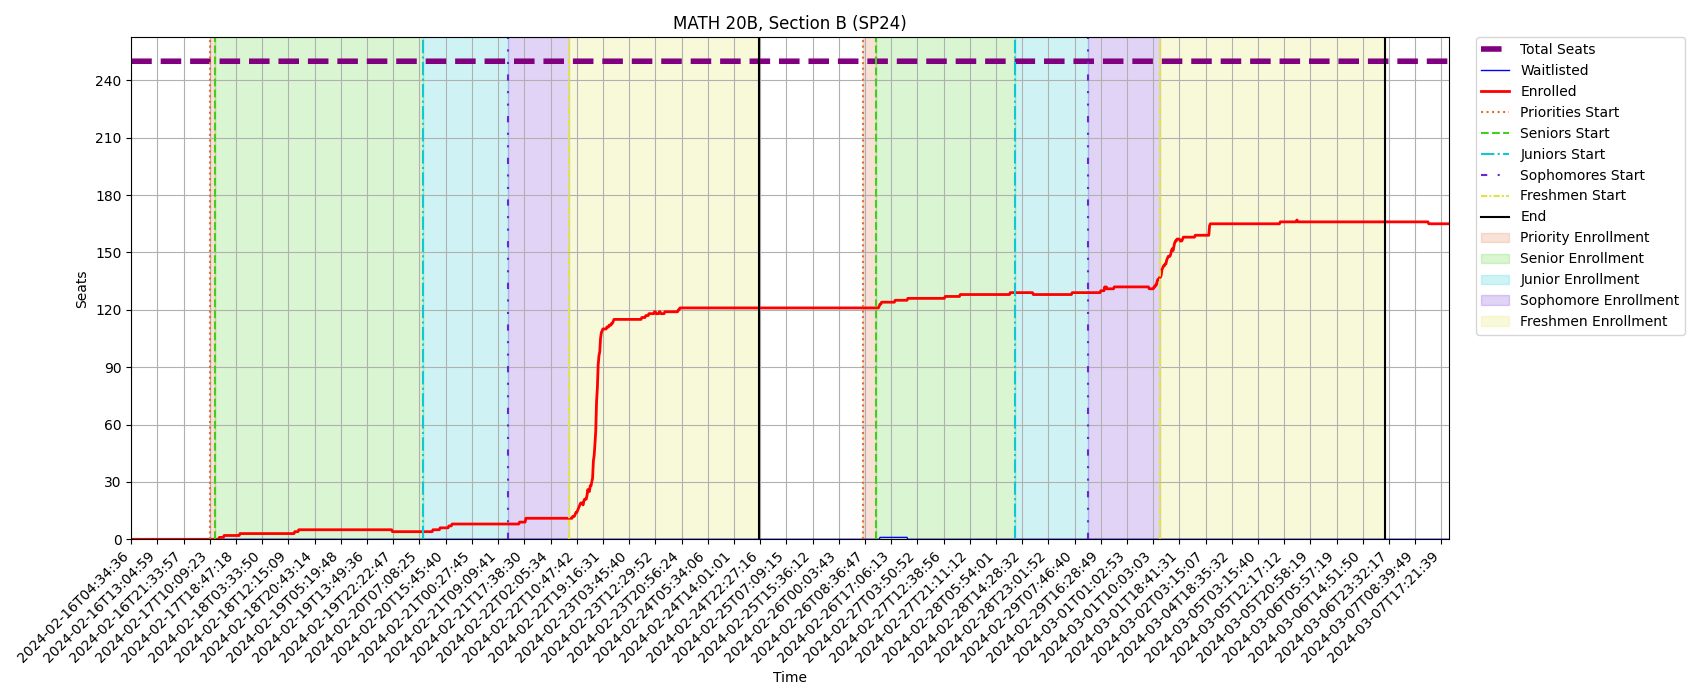 MATH 20B, Section B (SP24)
Seats
240
210
180
150
120
90
60
30
0
2024-02-16T04:34:36
2024-02-16T13:04:59
2024-02-16T21:33:57
2024-02-17T10:09:23
2024-02-17T18:47:18
2024-02-18T03:33:50
2024-02-18T12:15:09
2024-02-18T20:43:14
2024-02-19T05:19:48
2024-02-19T13:49:36
2024-02-19T22:22:47
2024-02-20T07:08:25
2024-02-20T15:45:40
2024-02-21T00:27:45
2024-02-21T09:09:41
2024-02-21T17:38:30
2024-02-22T02:05:34
2024-02-22T10:47:42
2024-02-22T19:16:31
2024-02-23T03:45:40
2024-02-23T12:29:52
2024-02-23T20:56:24
2024-02-24T05:34:06
2024-02-24T14:01:01
2024-02-24T22:27:16
2024-02-25T07:09:15
2024-02-25T15:36:12
2024-02-26T00:03:43
2024-02-26T08:36:47
2024-02-26T17:06:13
2024-02-27T03:50:52
2024-02-27T12:38:56
2024-02-27T21:11:12
2024-02-28T05:54:01
2024-02-28T14:28:32
2024-02-28T23:01:52
2024-02-29T07:46:40
2024-02-29T16:28:49
2024-03-01T01:02:53
2024-03-01T10:03:03
2024-03-01T18:41:31
2024-03-02T03:15:07
2024-03-04T18:35:32
2024-03-05T03:15:40
2024-03-05T12:17:12
2024-03-05T20:58:19
2024-03-06T05:57:19
2024-03-06T14:51:50
2024-03-06T23:32:17
2024-03-07T08:39:49
2024-03-07T17:21:39
Time
Total Seats
Waitlisted
Enrolled
Priorities Start
Seniors Start
Juniors Start
Sophomores Start
Freshmen Start
End
Priority Enrollment
Senior Enrollment
Junior Enrollment
Sophomore Enrollment
Freshmen Enrollment